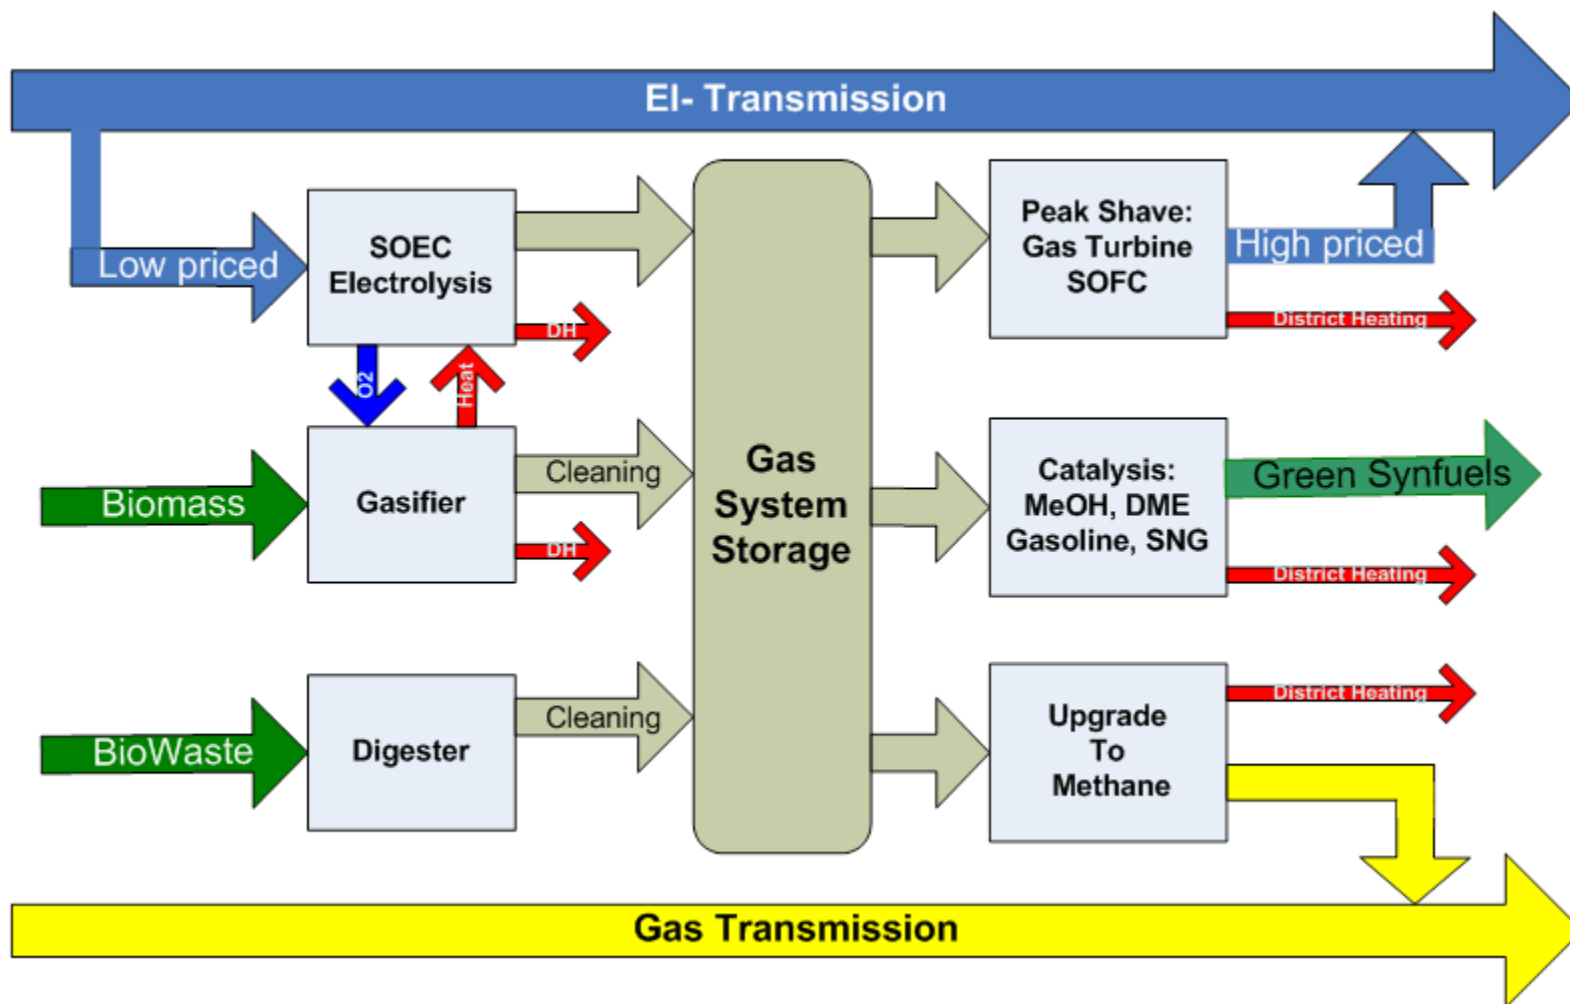 El- Transmission
Low priced
SOEC
Electrolysis
DH
O2
Heat
Biomass
Gasifier
Cleaning
DH
BioWaste
Digester
Cleaning
Gas
System
Storage
Peak Shave:
Gas Turbine
SOFC
High priced
District Heating
Catalysis:
MeOH, DME
Gasoline, SNG
Green Synfuels
District Heating
Upgrade
To
Methane
District Heating
Gas Transmission